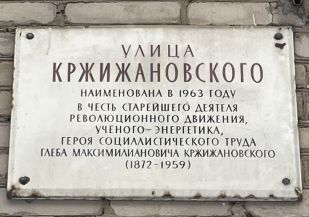 УЛИЦА
КРЖИЖАНОВСКОГО
НАИМЕНОВАНА В 1963 ГОДУ
В ЧЕСТЬ СТАРЕЙШЕГО ДЕЯТЕЛЯ
РЕВОЛЮЦИОННОГО ДВИЖЕНИЯ,
УЧЕНОГО-ЭНЕРГЕТИКА,
ГЕРОЯ СОЦИАЛИСТИЧЕСКОГО ТРУДА
ГЛЕБА МАКСИМИЛИАНОВИЧА КРЖИЖАНОВСКОГО
(1872-1959)